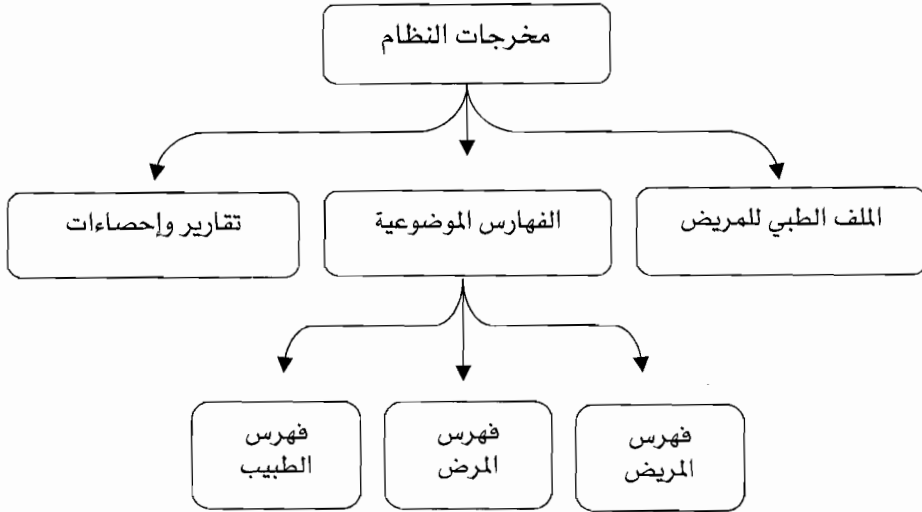 مخرجات النظام
الملف الطبي للمريض
الفهارس الموضوعية
تقارير وإحصاءات
فهرس
المريض
فهرس
المرض
فهرس
الطبيب